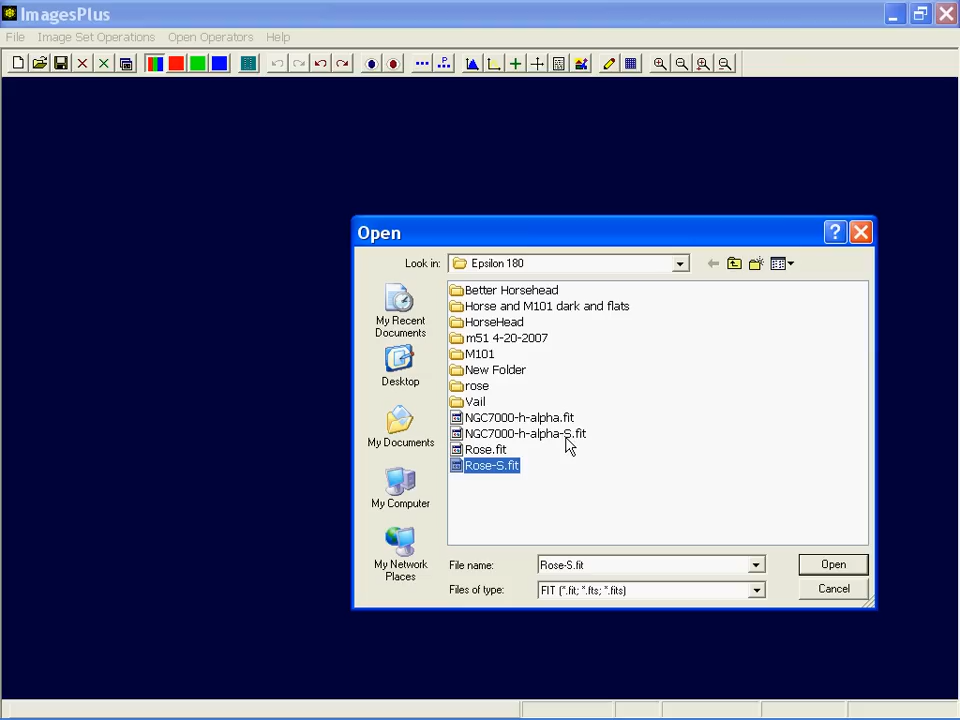 ImagesPlus
File Image Set Operations Open Operators Help
P
Open
Look in: Epsilon 180
My Recent Documents
Desktop
My Documents
My Computer
My Network Places
Better Horsehead
Horse and M101 dark and flats
HorseHead
m51 4-20-2007
M101
New Folder
rose
Vail
NGC7000-h-alpha.fit
NGC7000-h-alpha-S.fit
Rose.fit
Rose-S.fit
File name: Rose-S.fit Open
Files of type: FIT (*.fit; *.fts; *.fits) Cancel